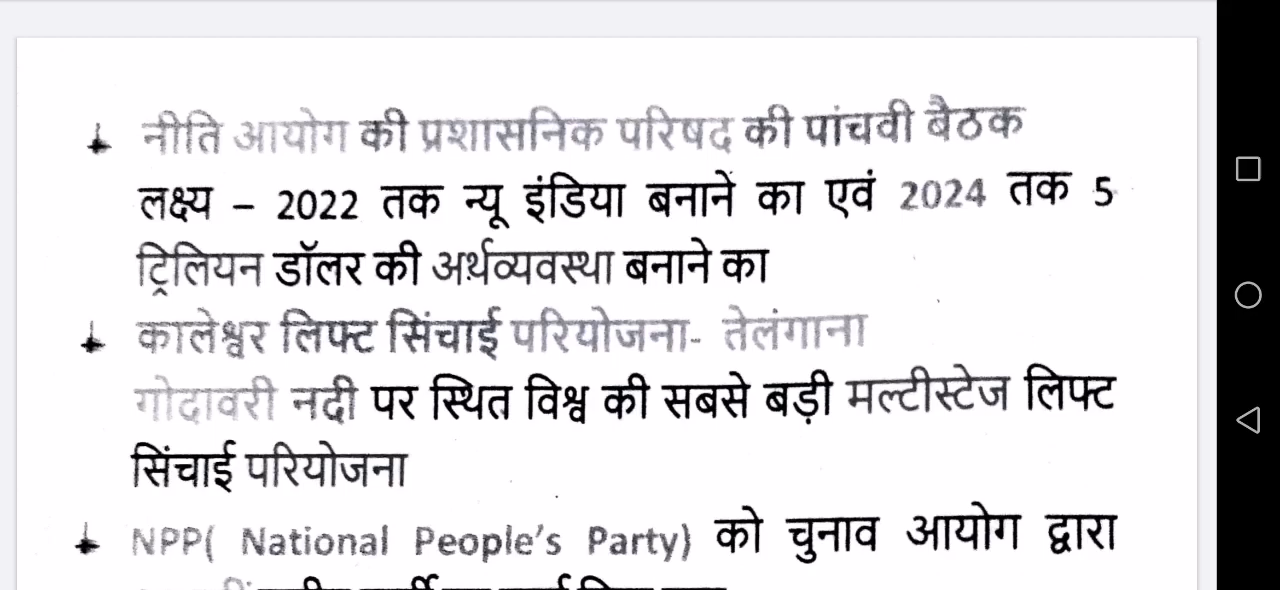 नीति आयोग की प्रशासनिक परिषद की पांचवी बैठक
लक्ष्य – 2022 तक न्यू इंडिया बनाने का एवं 2024 तक 5
ट्रिलियन डॉलर की अर्थव्यवस्था बनाने का
कालेश्वर लिफ्ट सिंचाई परियोजना- तेलंगाना
गोदावरी नदी पर स्थित विश्व की सबसे बड़ी मल्टीस्टेज लिफ्ट
सिंचाई परियोजना
NPP( National People's Party) को चुनाव आयोग द्वारा